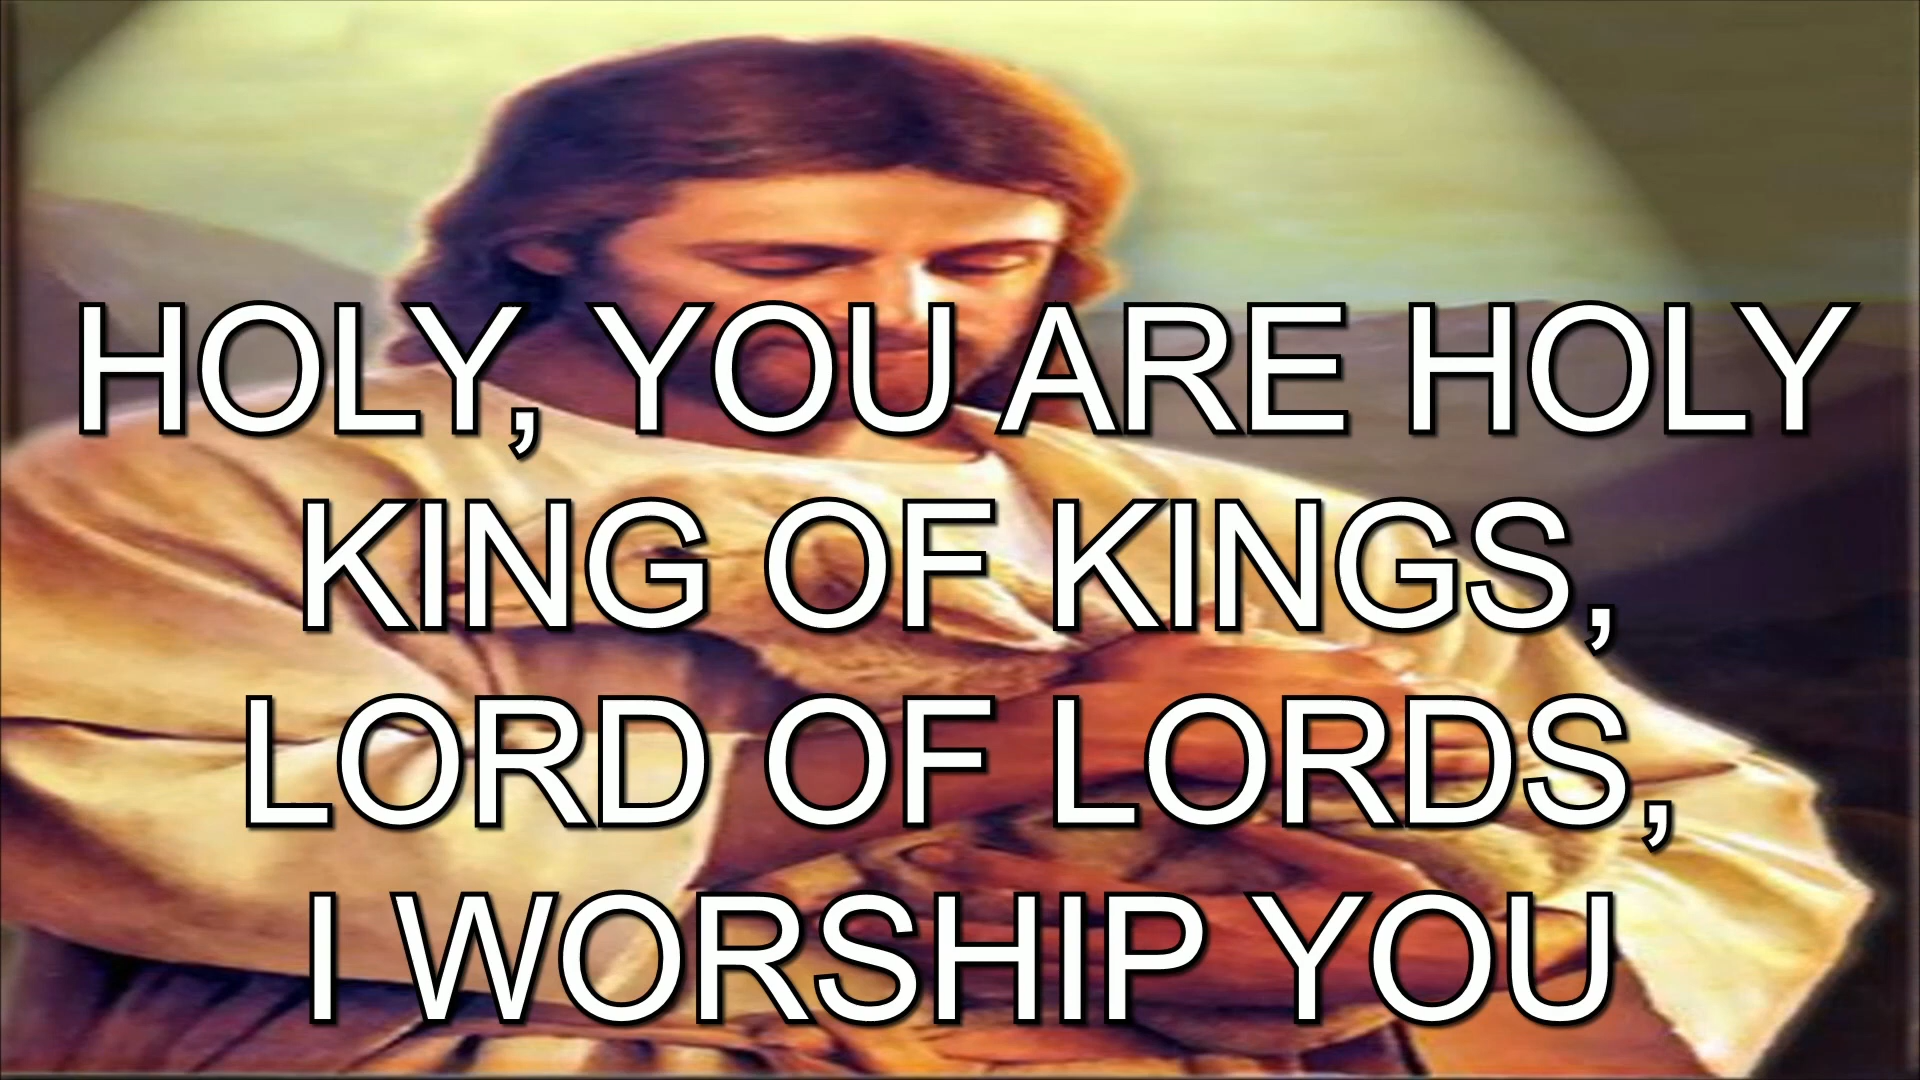 HOLY, YOU ARE HOLY
KING OF KINGS,
LORD OF LORDS,
I WORSHIP YOU